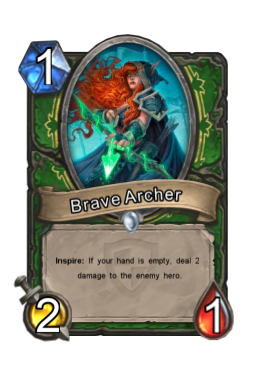 1
Brave Archer
Inspire: If your hand is empty, deal 2
damage to the enemy hero.
2
1